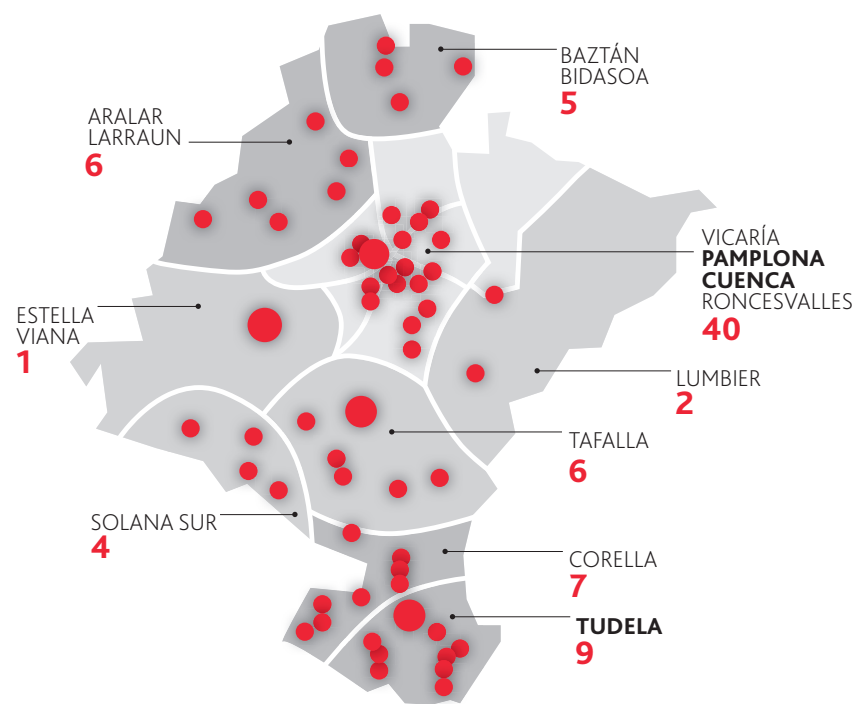 BAZTÁN
BIDASOA
5
ARALAR
LARRAUN
6
VICARÍA
PAMPLONA
CUENCA
RONCESVALLES
40
ESTELLA
VIANA
1
LUMBIER
2
TAFALLA
6
SOLANA SUR
4
CORELLA
7
TUDELA
9